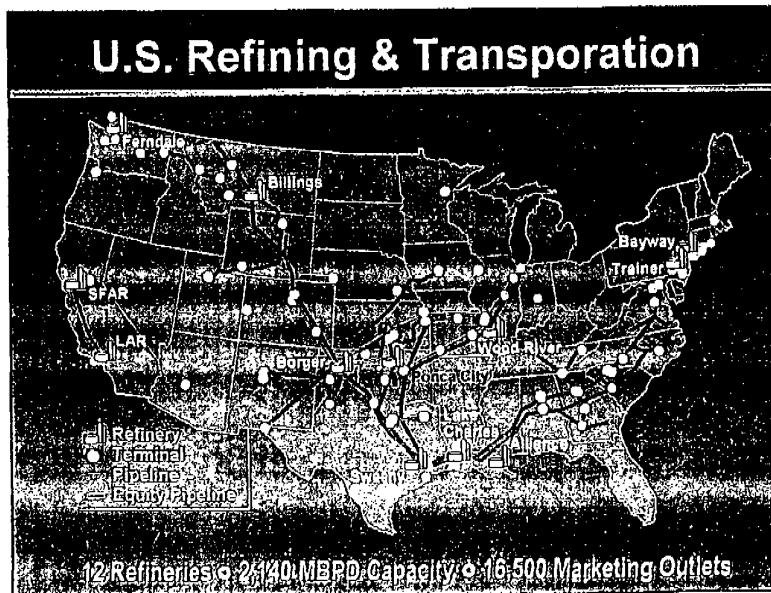 U.S. Refining & Transporation
Ferndale
Billings
Bayway
Trainer
SFAR
LAR
Borger
Wood River
Ponca City
Lake
Charles
Alliance
Sweeny
Refinery
Terminal
Pipeline
Equity Pipeline
12 Refineries o 2,140 MBPD Capacity o 16,500 Marketing Outlets